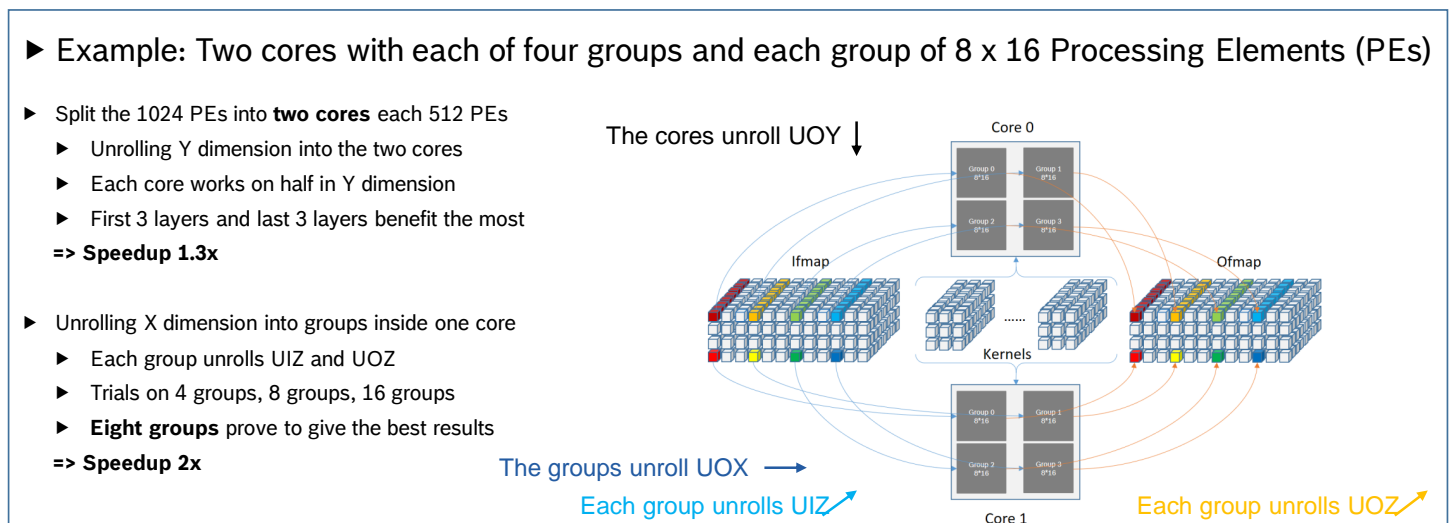 ► Example: Two cores with each of four groups and each group of 8 x 16 Processing Elements (PEs)
► Split the 1024 PEs into two cores each 512 PEs
► Unrolling Y dimension into the two cores
► Each core works on half in Y dimension
► First 3 layers and last 3 layers benefit the most
=> Speedup 1.3x
► Unrolling X dimension into groups inside one core
► Each group unrolls UIZ and UOZ
► Trials on 4 groups, 8 groups, 16 groups
► Eight groups prove to give the best results
=> Speedup 2x
The cores unroll UOY
Core 0
Group 0
8*16
Group 1
8*16
Group 2
8*16
Group 3
8*16
Ifmap
Ofmap
......
Kernels
Group 0
8*16
Group 1
8*16
Group 2
8*16
Group 3
8*16
The groups unroll UOX
Each group unrolls UIZ
Each group unrolls UOZ
Core 1